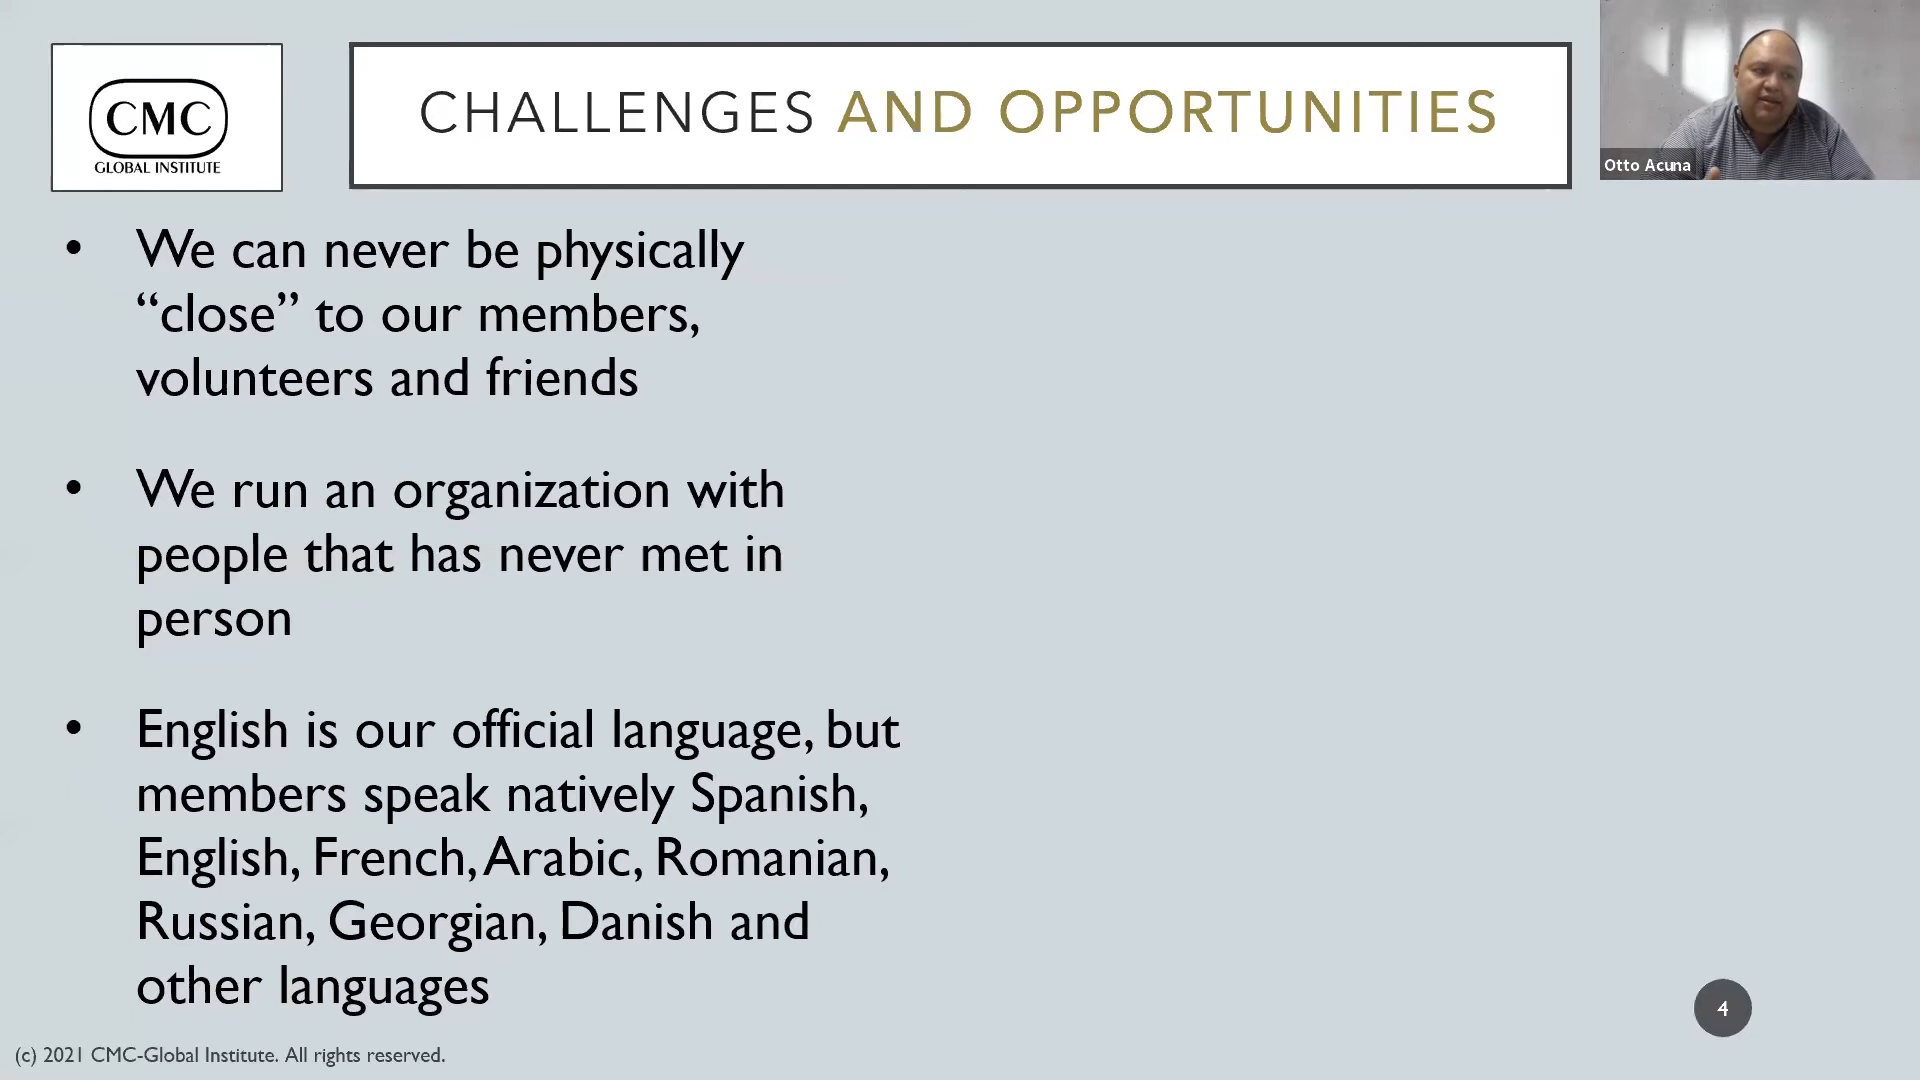 CMC
GLOBAL INSTITUTE
CHALLENGES AND OPPORTUNITIES
Otto Acuna
• We can never be physically
“close” to our members,
volunteers and friends
• We run an organization with
people that has never met in
person
• English is our official language, but
members speak natively Spanish,
English, French, Arabic, Romanian,
Russian, Georgian, Danish and
other languages
4
(c) 2021 CMC-Global Institute. All rights reserved.